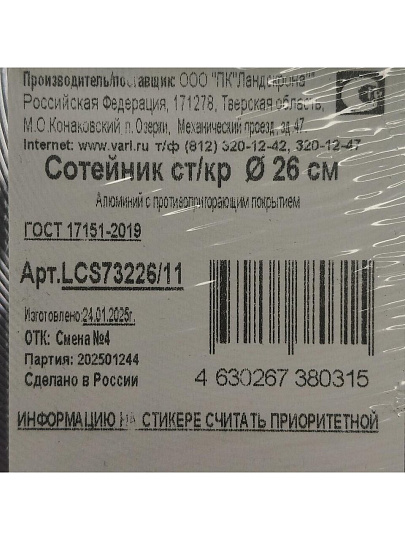 Производитель/поставщик: ООО "ПК"Ландскрона"
Российская Федерация, 171278, Тверская область,
М.О.Конаковский п.Озерки, Механический проезд, зд.47
Internet: www.varl.ru т/ф (812) 320-12-42, 320-12-47
Сотейник ст/кр Ø 26 см
Алюминий с противопригорающим покрытием
ГОСТ 17151-2019
Арт.LCS73226/11
Изготовлено:24.01.2025г.
ОТК: Смена №4
Партия: 202501244
Сделано в России
4 630267 380315
ИНФОРМАЦИЮ НА СТИКЕРЕ СЧИТАТЬ ПРИОРИТЕТНОЙ